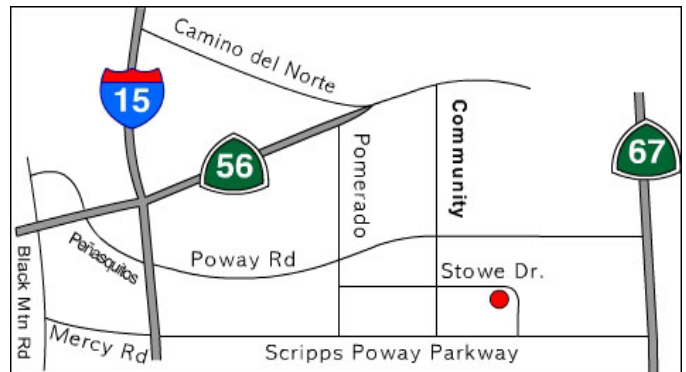 Camino del Norte
15
56
67
Community
Pomerado
Peñasquitos
Poway Rd
Stowe Dr.
Black Mtn Rd
Mercy Rd
Scripps Poway Parkway